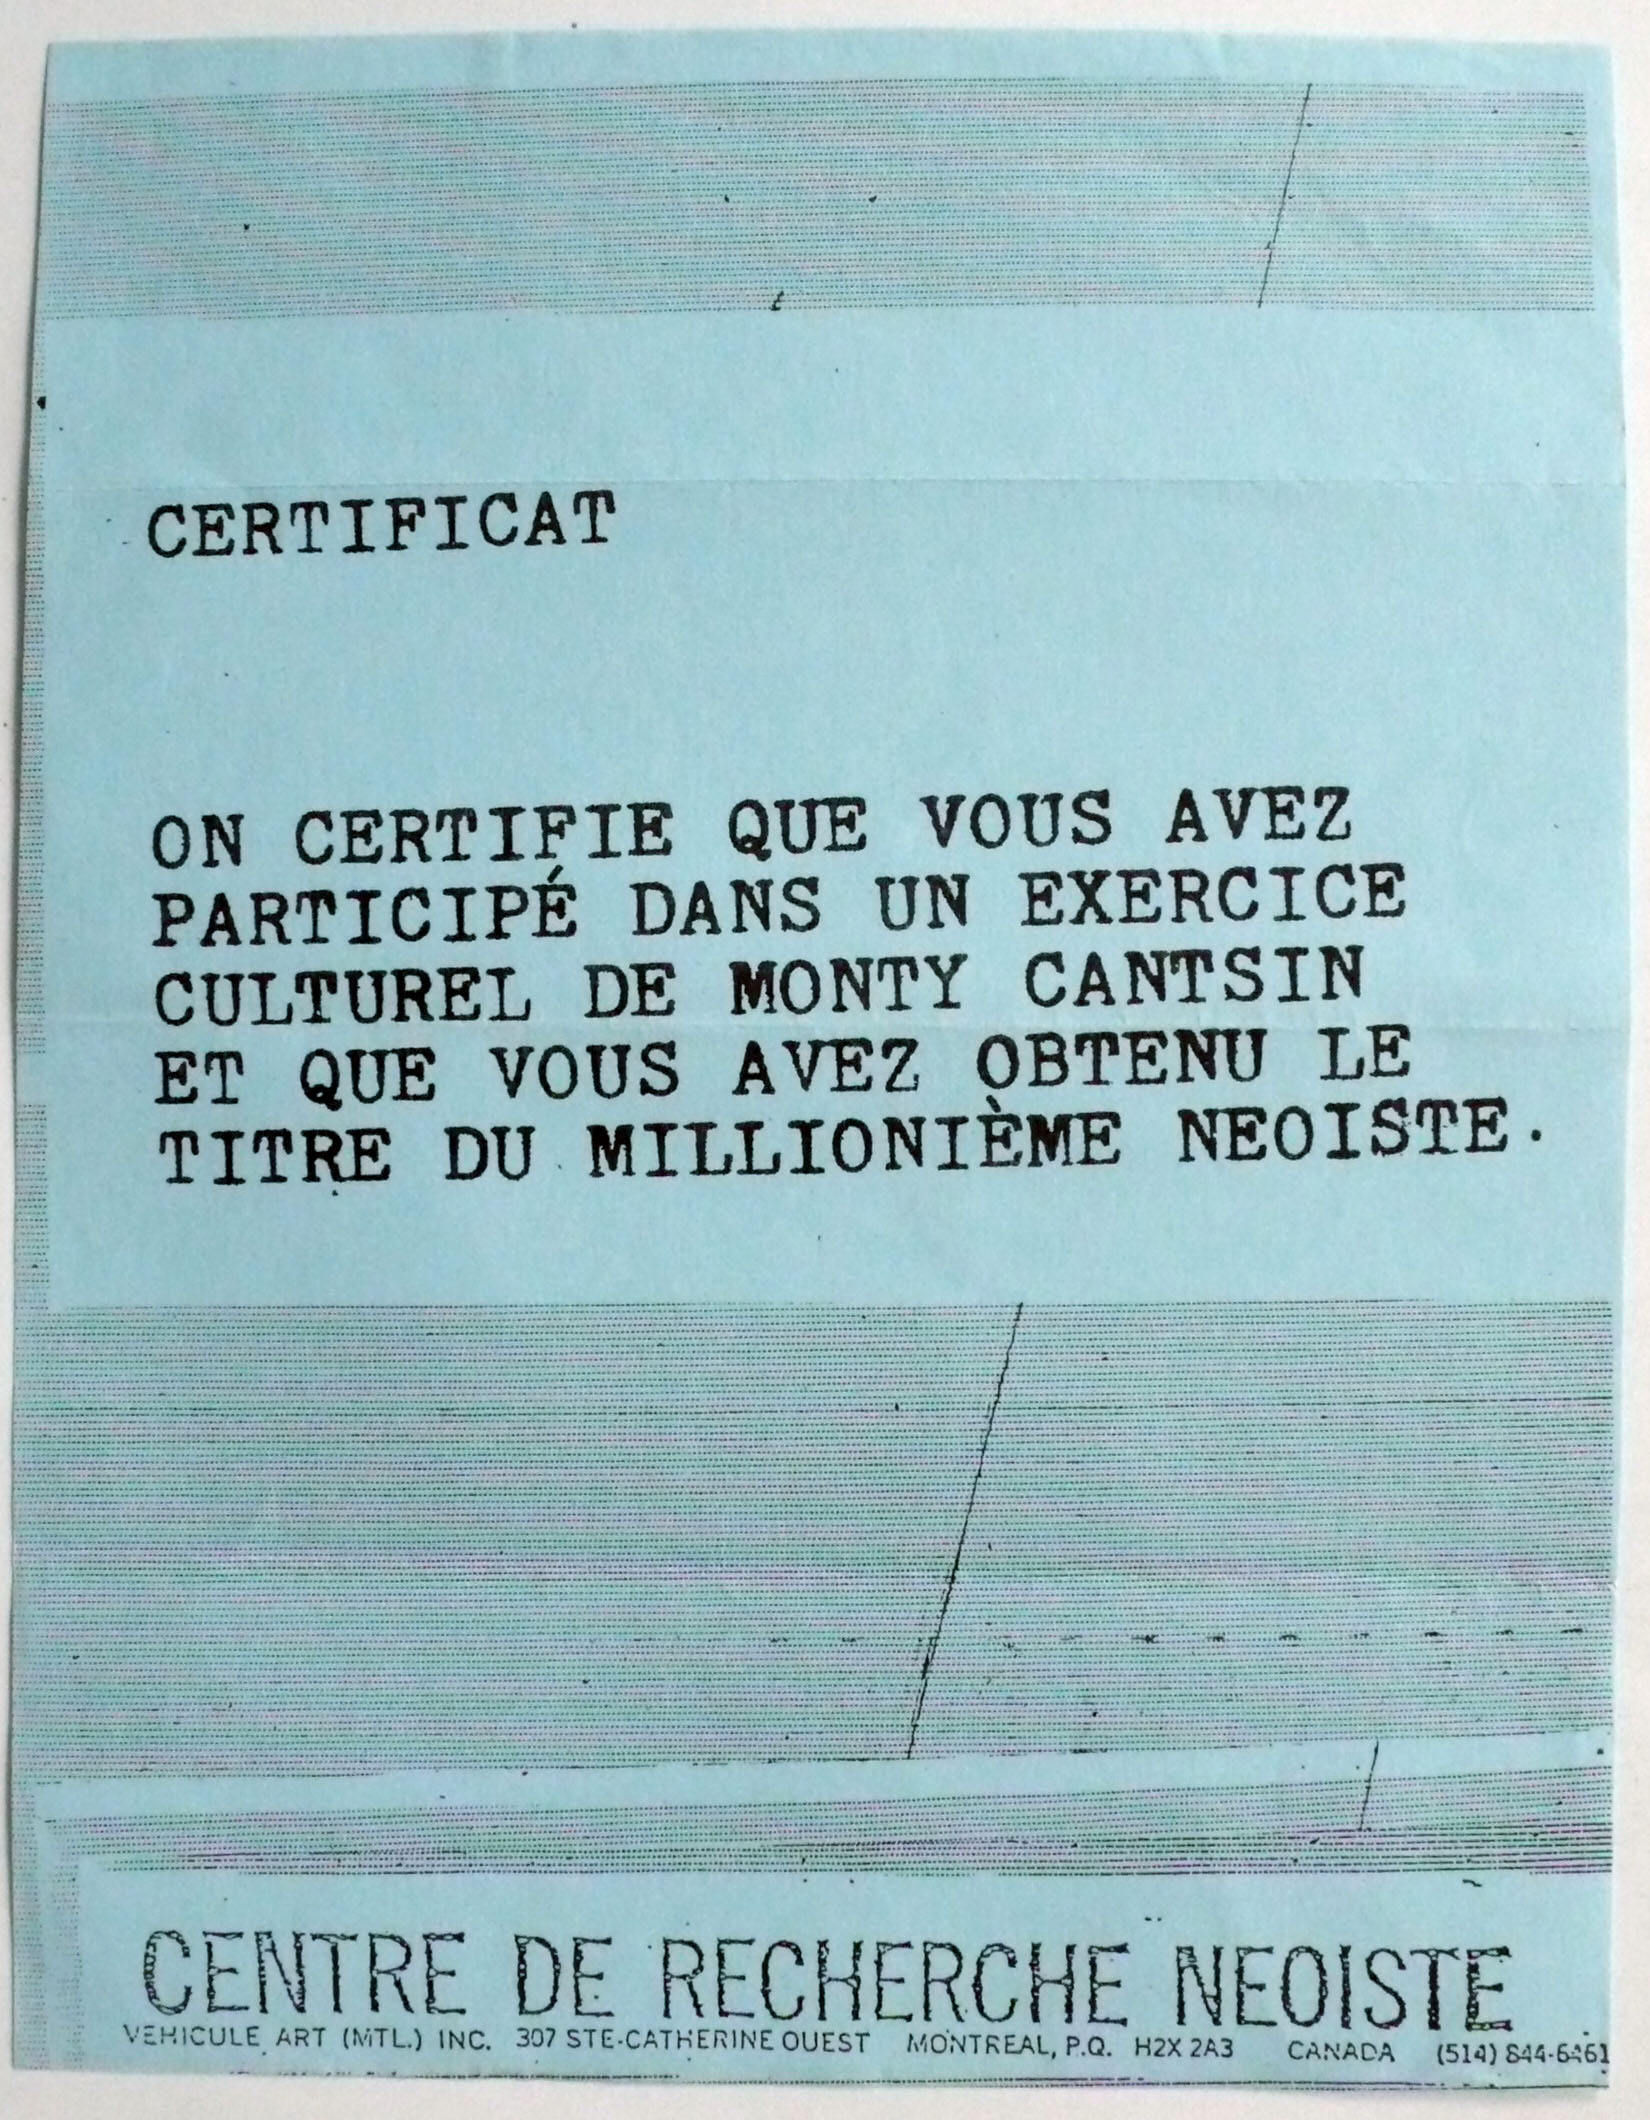 CERTIFICAT
ON CERTIFIE QUE VOUS AVEZ
PARTICIPÉ DANS UN EXERCICE
CULTUREL DE MONTY CANTSIN
ET QUE VOUS AVEZ OBTENU LE
TITRE DU MILLIONIÈME NEOISTE.
CENTRE DE RECHERCHE NEOISTE
VEHICULE ART (MTL.) INC. 307 STE-CATHERINE OUEST MONTREAL, P.Q. H2X 2A3 CANADA (514)